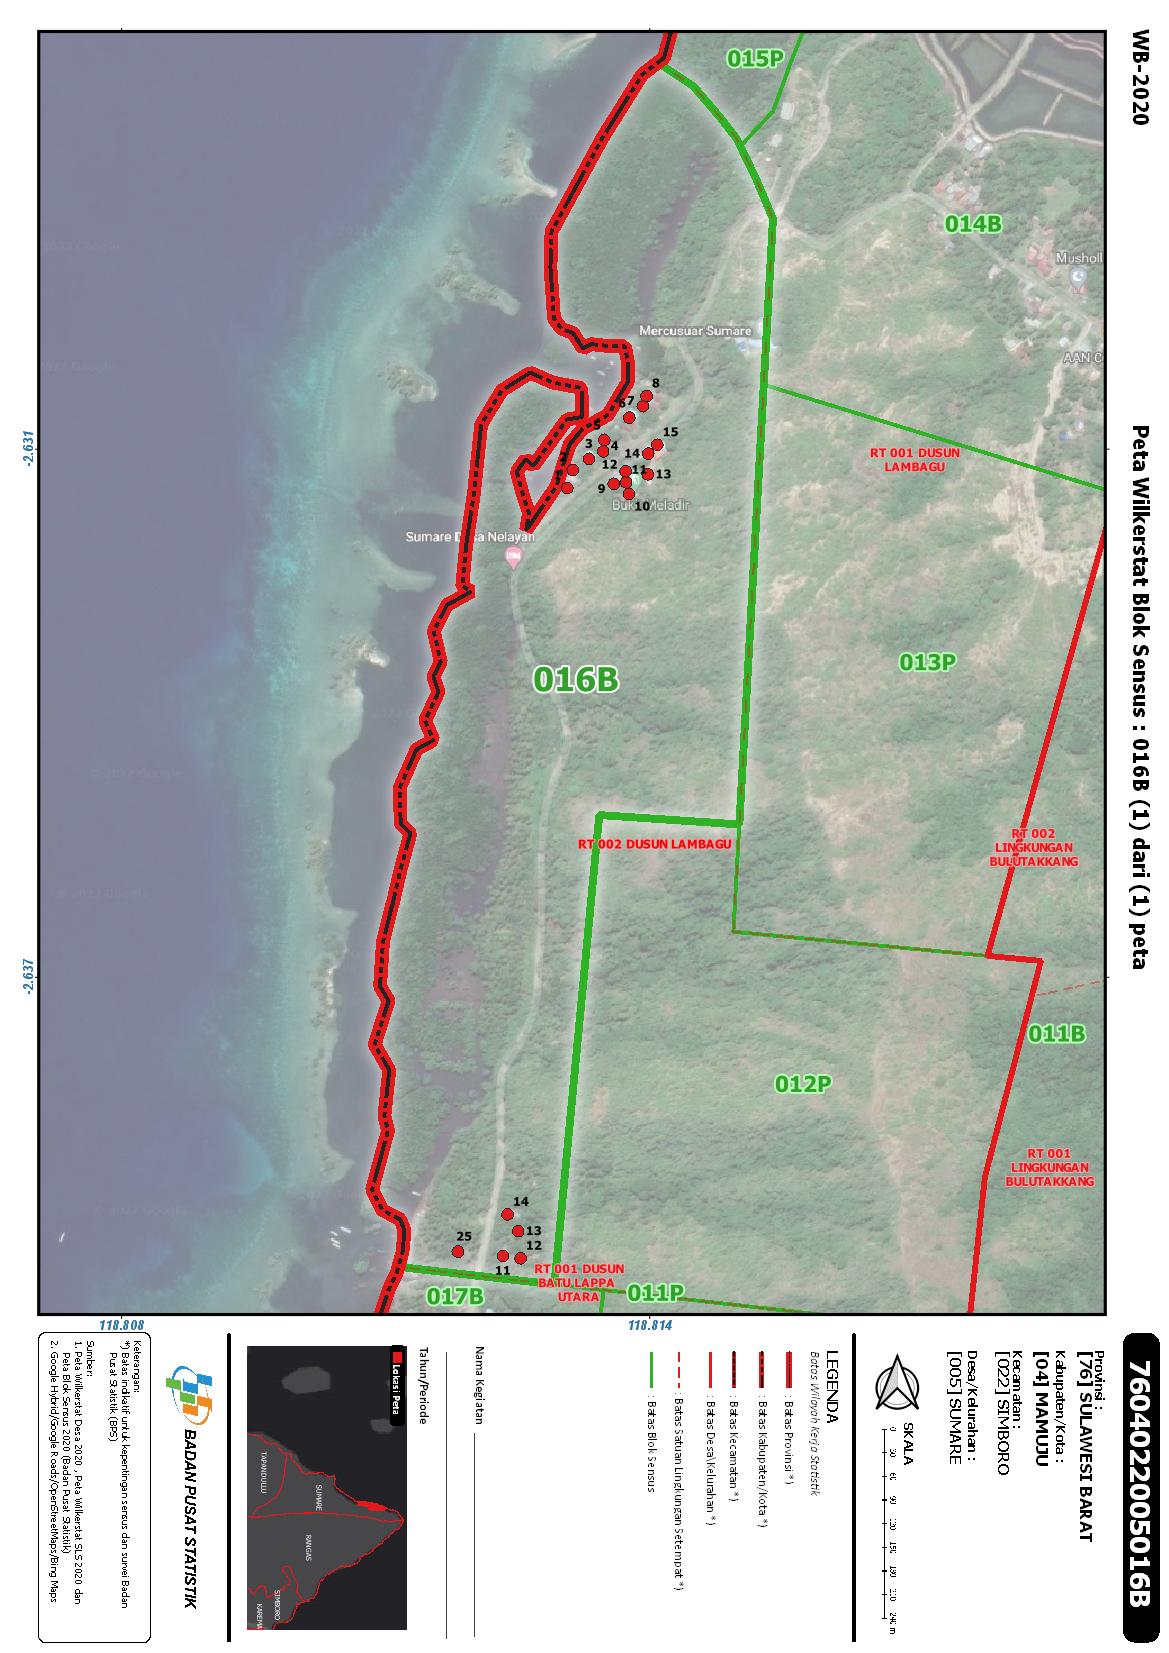 WB-2020
Peta Wilkerstat Blok Sensus : 016B (1) dari (1) peta
015P
014B
Musholl
AAN C
Mercusuar Sumare
8
7
6
15
5
4
3
14
12
11
13
2
1
9
10
Bukit Meladir
RT 001 DUSUN
LAMBAGU
Sumare Desa Nelayan
016B
013P
RT 002 DUSUN LAMBAGU
RT 002
LINGKUNGAN
BULUTAKKANG
011B
012P
RT 001
LINGKUNGAN
BULUTAKKANG
14
13
25
12
11
RT 001 DUSUN
BATU LAPPA
UTARA
017B
011P
-2.631
-2.637
118.808
118.814
7604022005016B
Provinsi :
[76] SULAWESI BARAT
Kabupaten/Kota :
[04] MAMUJU
Kecamatan :
[022] SIMBORO
Desa/Kelurahan :
[005] SUMARE
SKALA
0 30 60 90 120 150 180 210 240 m
LEGENDA
Batas Wilayah Kerja Statistik
: Batas Provinsi *)
: Batas Kabupaten/Kota *)
: Batas Kecamatan *)
: Batas Desa\Kelurahan *)
: Batas Satuan Lingkungan Setempat *)
: Batas Blok Sensus
Nama Kegiatan
Tahun/Periode
Lokasi Peta
TAPANDULLU
SUMARE
RANGAS
SIMBORO
KAREMA
BADAN PUSAT STATISTIK
Keterangan:
*) Batas indikatif untuk kepentingan sensus dan survei Badan
Pusat Statistik (BPS)
Sumber:
1. Peta Wilkerstat Desa 2020 , Peta Wilkerstat SLS 2020 dan
Peta Blok Sensus 2020 (Badan Pusat Statistik)
2. Google Hybrid/Google Roads/OpenStreetMaps/Bing Maps